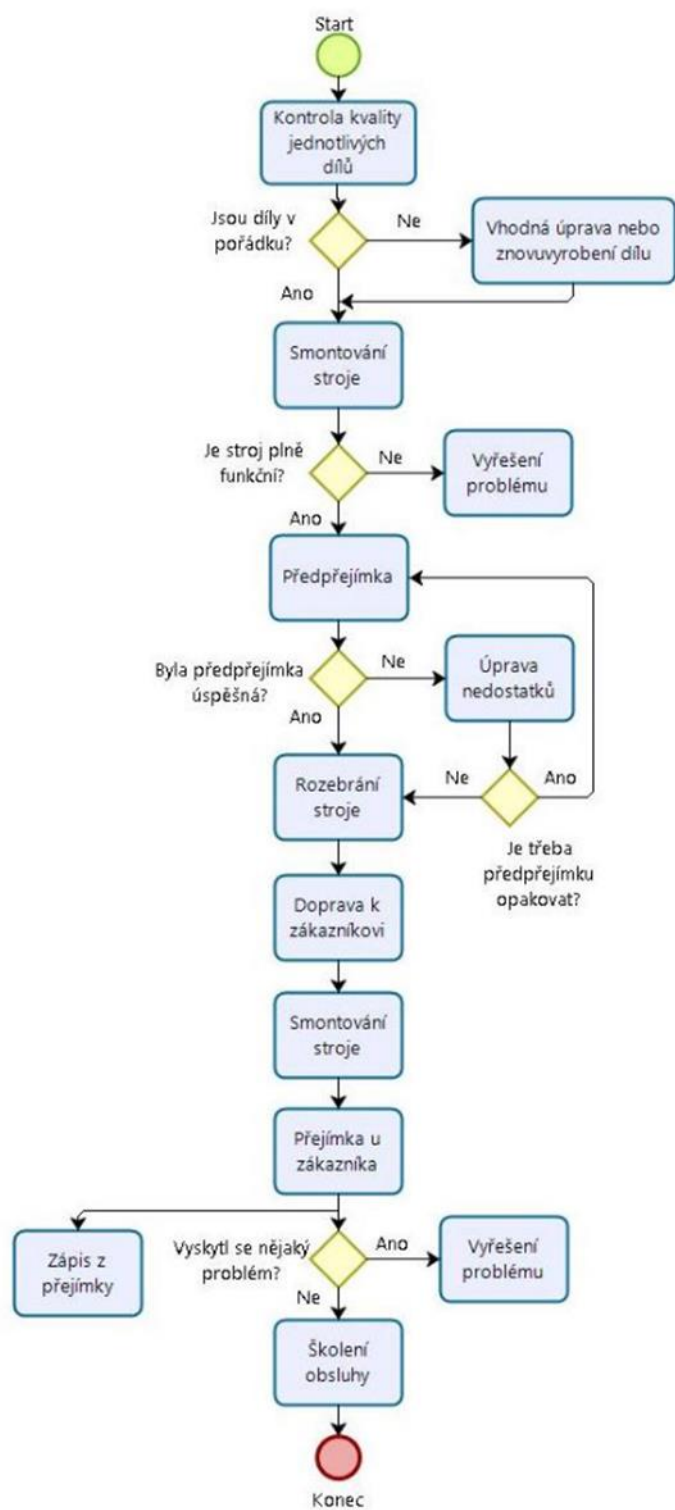 Start
Kontrola kvality
jednotlivých
dílů
Jsou díly v
pořádku?
Ne
Vhodná úprava nebo
znovuvyrobení dílu
Ano
Smontování
stroje
Je stroj plně
funkční?
Ne
Vyřešení
problému
Ano
Předpřejímka
Byla předpřejímka
úspěšná?
Ne
Úprava
nedostatků
Ano
Rozebrání
stroje
Ne
Ano
Je třeba
předpřejímku
opakovat?
Doprava k
zákazníkovi
Smontování
stroje
Přejímka u
zákazníka
Zápis z
přejímky
Vyskytl se nějaký
problém?
Ano
Vyřešení
problému
Ne
Školení
obsluhy
Konec